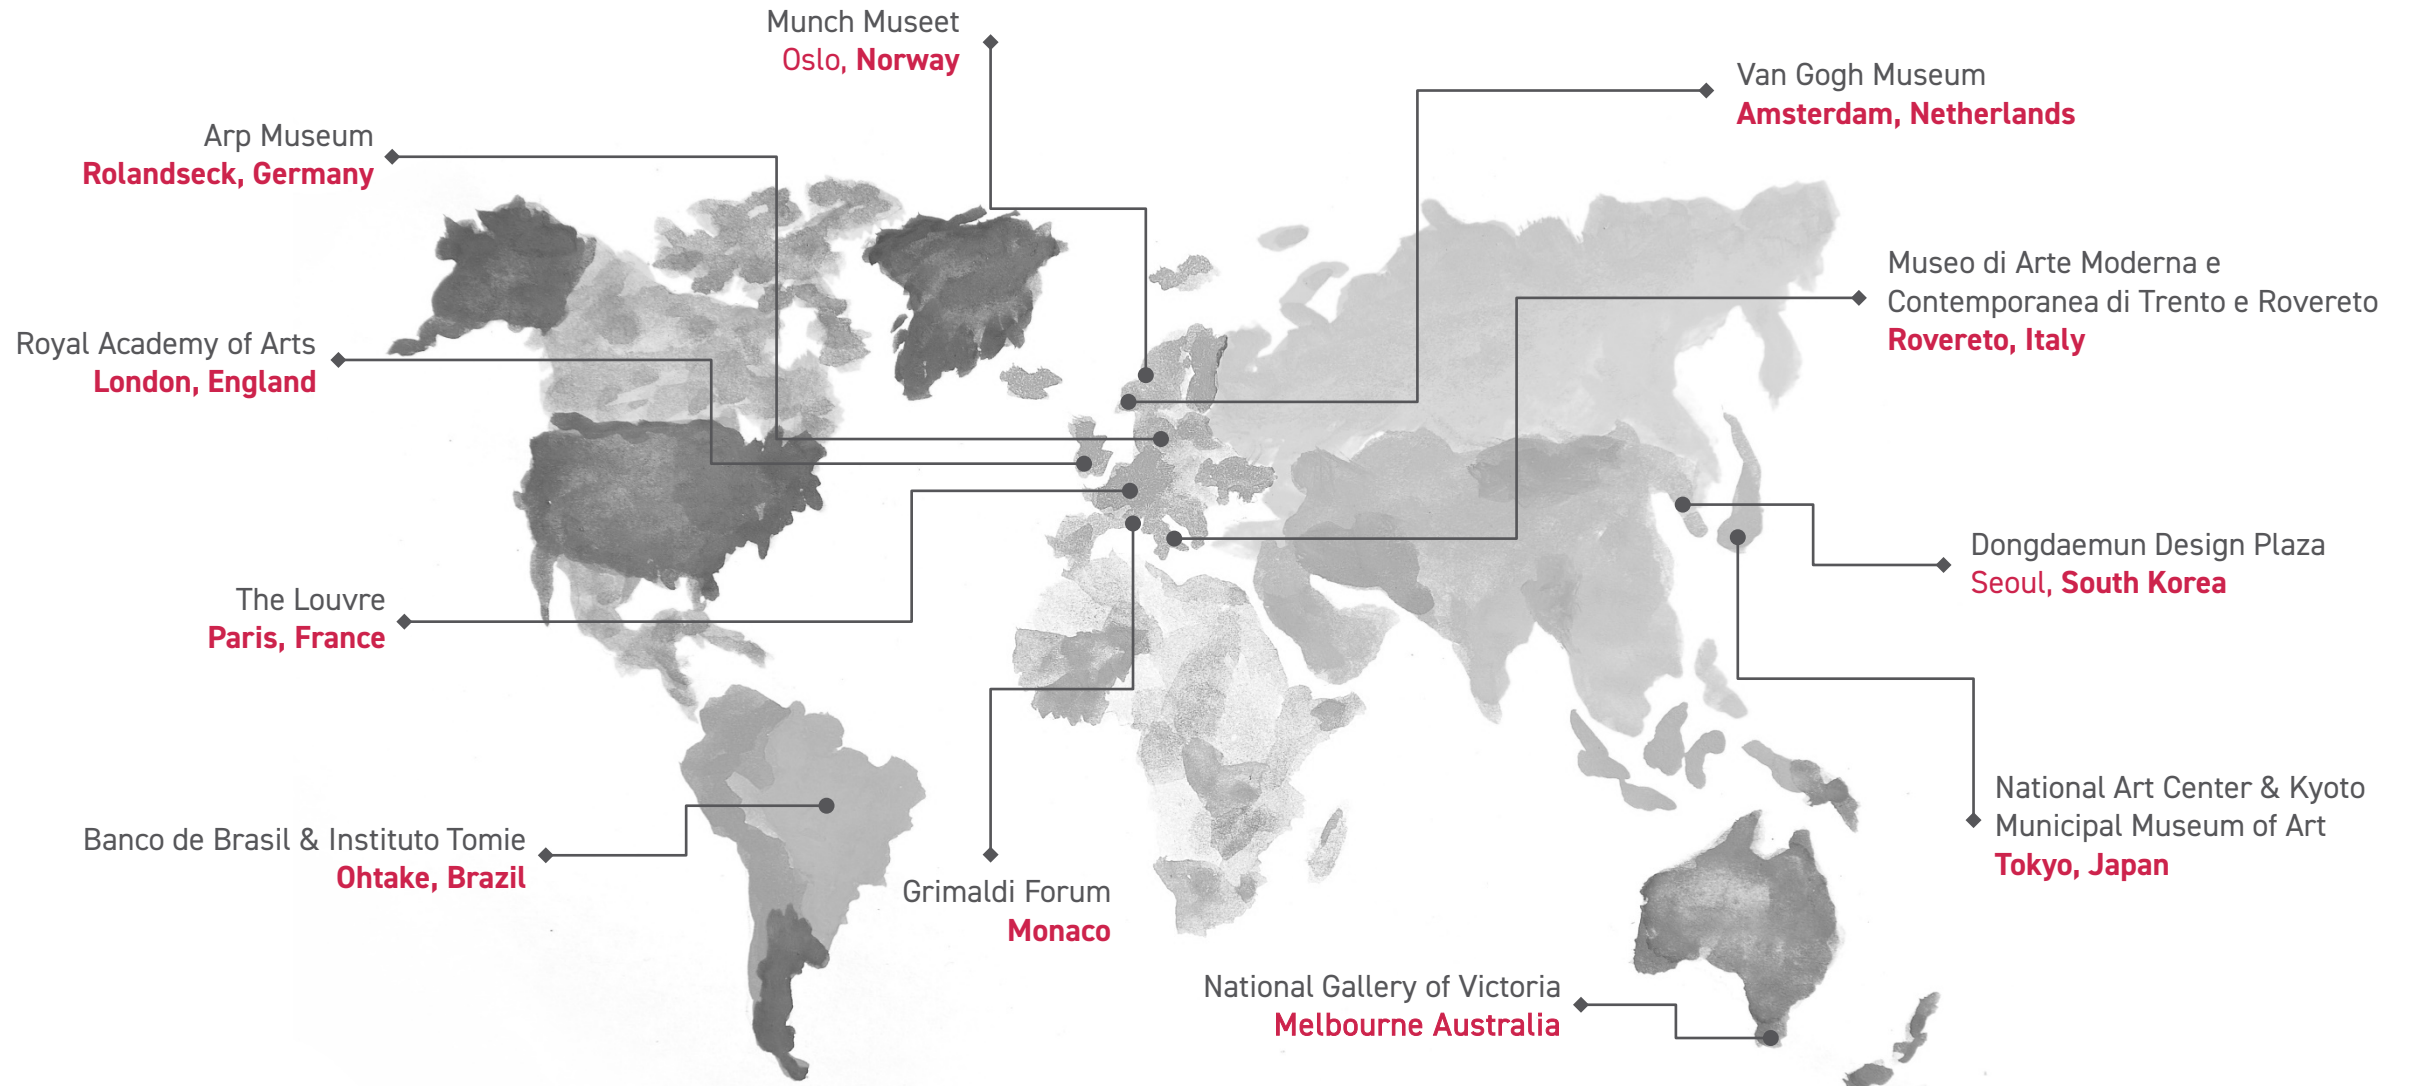 Munch Museet
Oslo, Norway
Van Gogh Museum
Amsterdam, Netherlands
Arp Museum
Rolandseck, Germany
Museo di Arte Moderna e
Contemporanea di Trento e Rovereto
Rovereto, Italy
Royal Academy of Arts
London, England
Dongdaemun Design Plaza
Seoul, South Korea
The Louvre
Paris, France
National Art Center & Kyoto
Municipal Museum of Art
Tokyo, Japan
Banco de Brasil & Instituto Tomie
Ohtake, Brazil
Grimaldi Forum
Monaco
National Gallery of Victoria
Melbourne Australia